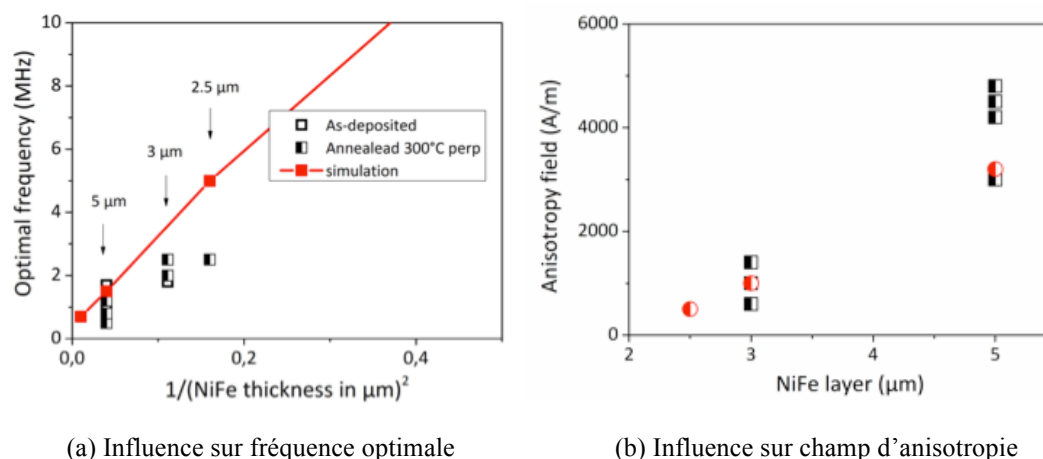 10
8
6
4
2
0
0,0
0,2
0,4
Optimal frequency (MHz)
1/(NiFe thickness in µm)²
5 µm
3 µm
2.5 µm
As-deposited
Annealead 300°C perp
simulation
(a) Influence sur fréquence optimale
6000
4000
2000
0
2
3
4
5
Anisotropy field (A/m)
NiFe layer (µm)
(b) Influence sur champ d’anisotropie